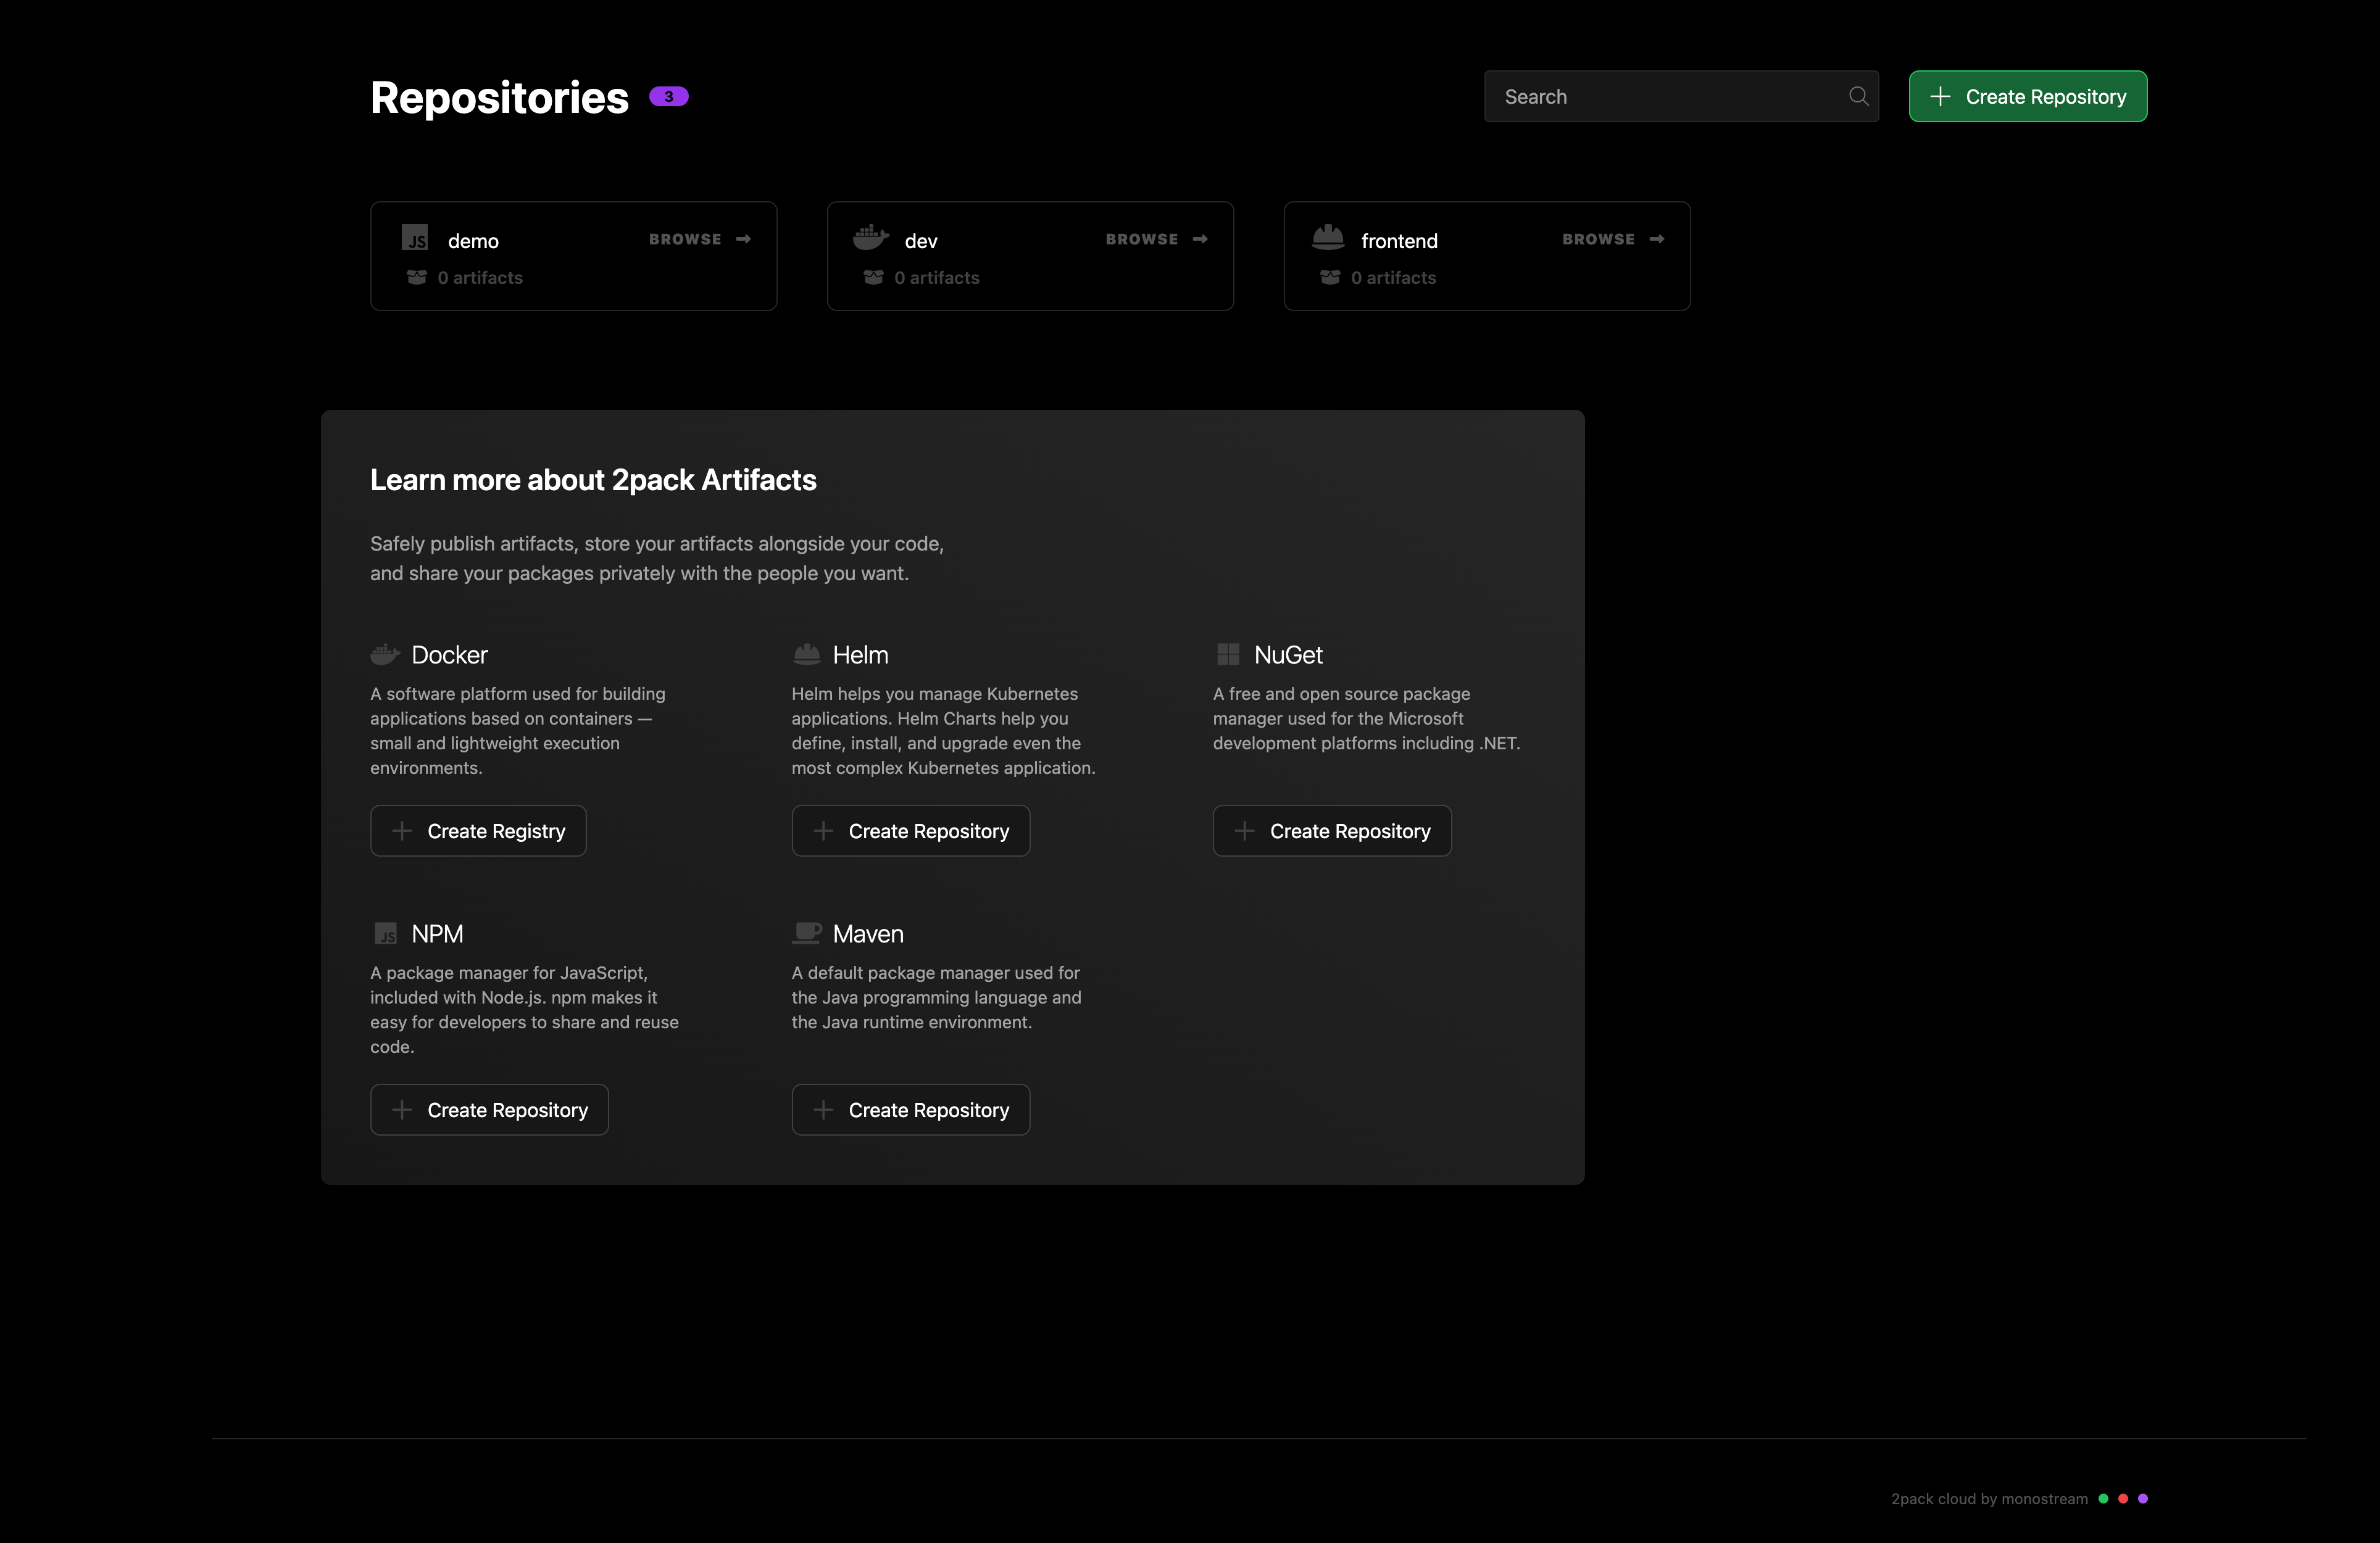 Repositories 3
Search
Create Repository
JS demo BROWSE
0 artifacts
dev BROWSE
0 artifacts
frontend BROWSE
0 artifacts
Learn more about 2pack Artifacts
Safely publish artifacts, store your artifacts alongside your code,
and share your packages privately with the people you want.
Docker
A software platform used for building
applications based on containers —
small and lightweight execution
environments.
Create Registry
Helm
Helm helps you manage Kubernetes
applications. Helm Charts help you
define, install, and upgrade even the
most complex Kubernetes application.
Create Repository
NuGet
A free and open source package
manager used for the Microsoft
development platforms including .NET.
Create Repository
JS NPM
A package manager for JavaScript,
included with Node.js. npm makes it
easy for developers to share and reuse
code.
Create Repository
Maven
A default package manager used for
the Java programming language and
the Java runtime environment.
Create Repository
2pack cloud by monostream